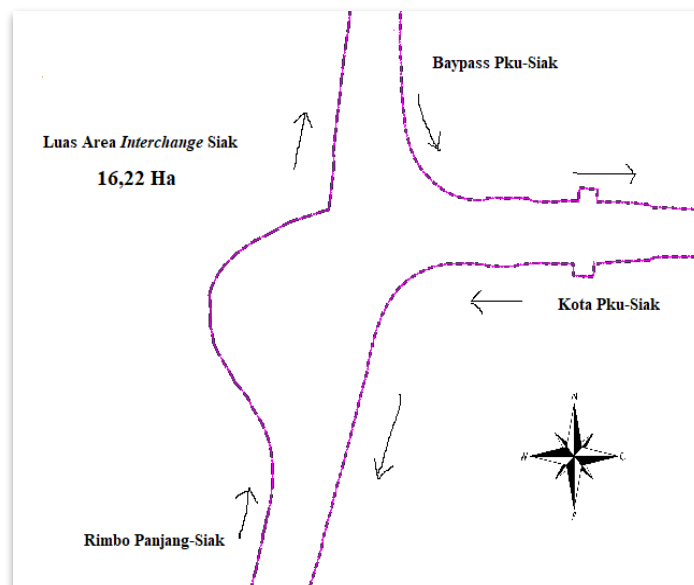 Baypass Pku-Siak
Luas Area Interchange Siak
16,22 Ha
Kota Pku-Siak
N
Rimbo Panjang-Siak